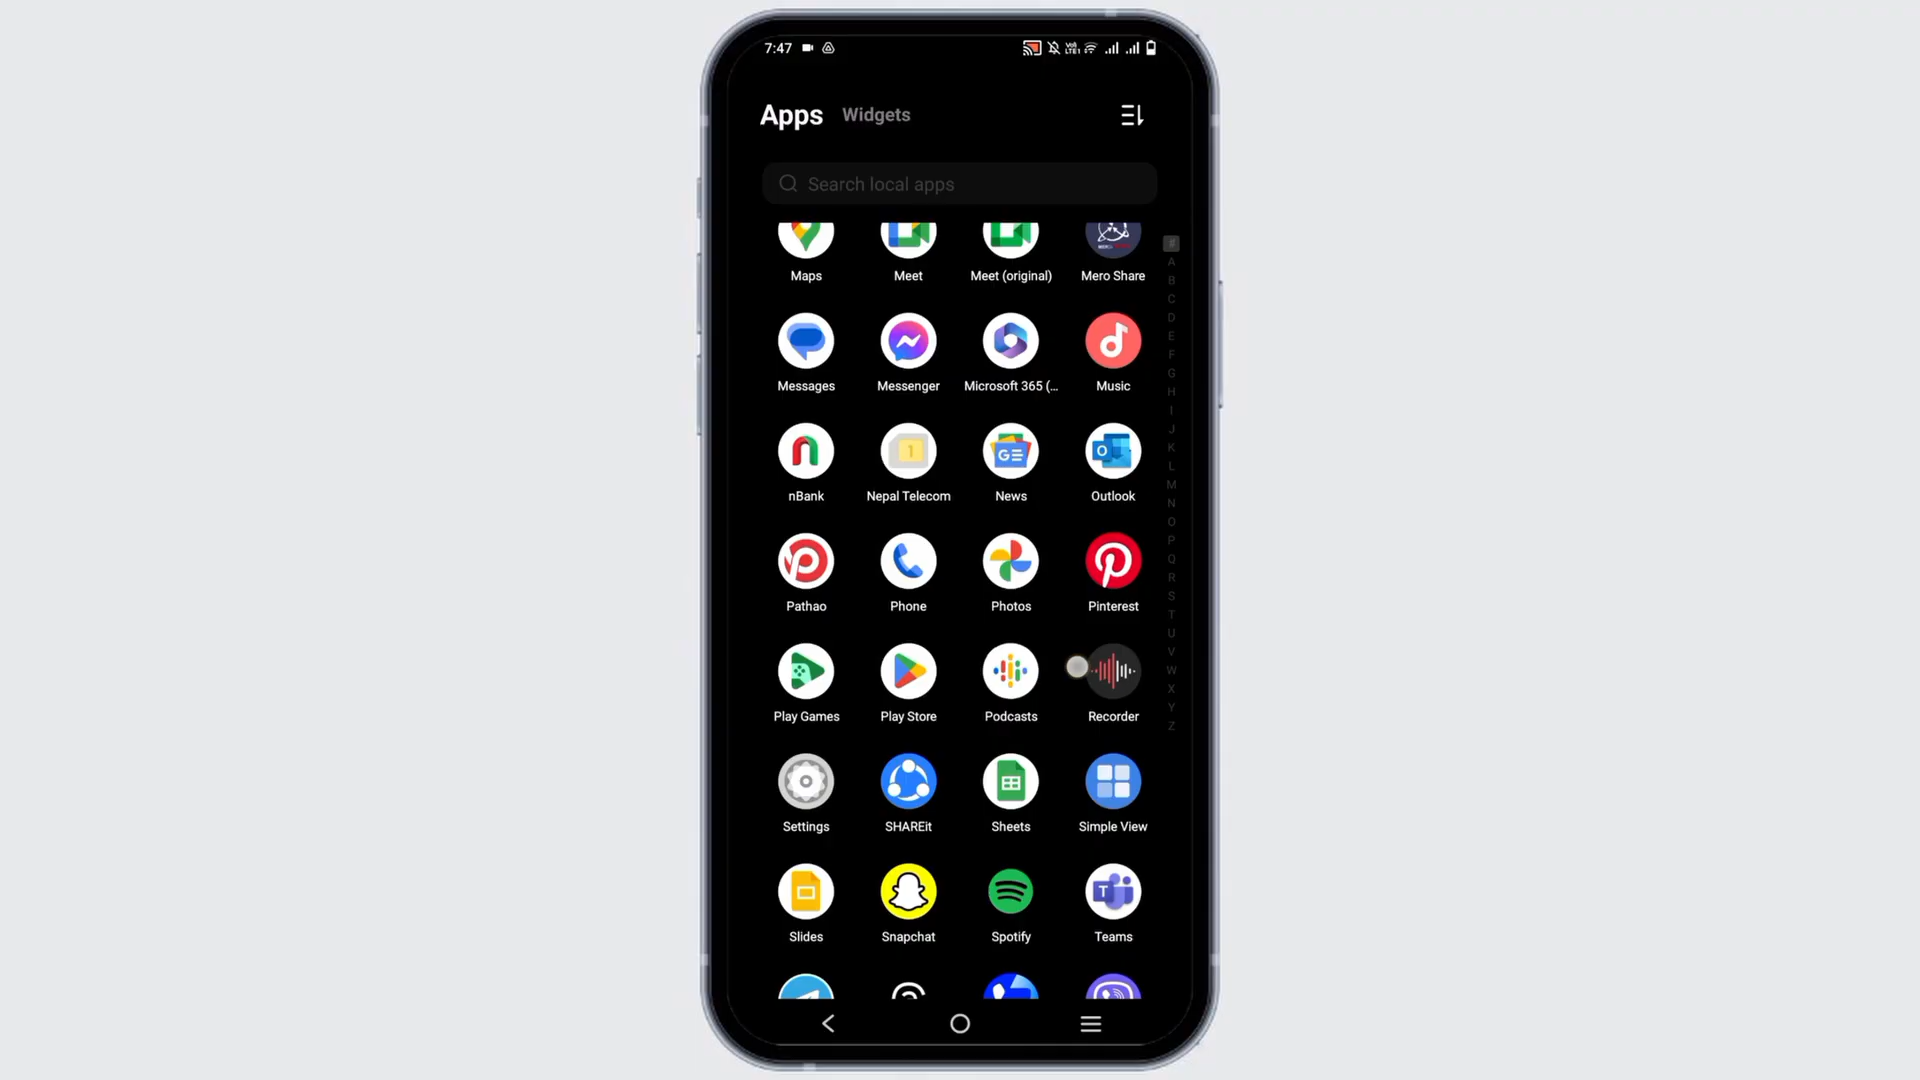 7:47
Apps Widgets
Search local apps
Maps Meet Meet (original) Mero Share
Messages Messenger Microsoft 365 (... Music
nBank Nepal Telecom News Outlook
Pathao Phone Photos Pinterest
Play Games Play Store Podcasts Recorder
Settings SHAREit Sheets Simple View
Slides Snapchat Spotify Teams
#
A
B
C
D
E
F
G
H
I
J
K
L
M
N
O
P
Q
R
S
T
U
V
W
X
Y
Z